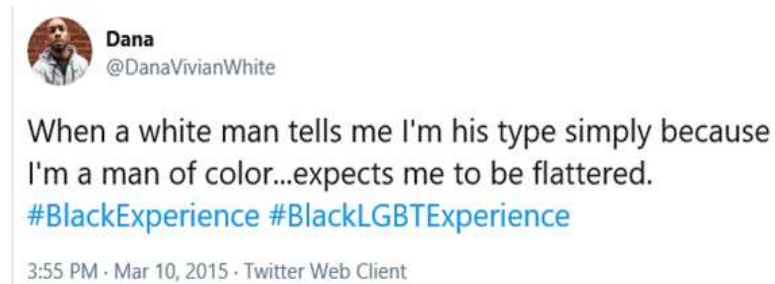 Dana
@DanaVivianWhite
When a white man tells me I'm his type simply because
I'm a man of color...expects me to be flattered.
#BlackExperience #BlackLGBTExperience
3:55 PM · Mar 10, 2015 · Twitter Web Client